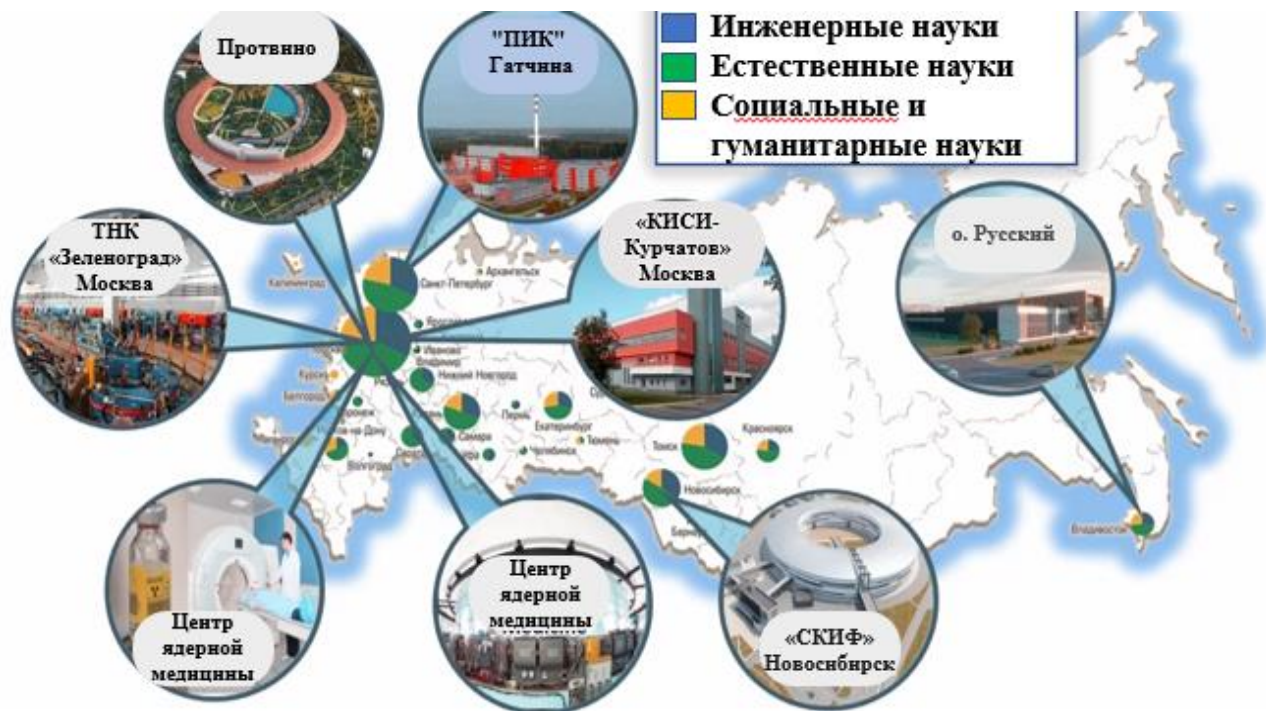 Инженерные науки
Естественные науки
Социальные и
гуманитарные науки
Протвино
"ПИК"
Гатчина
ТНК
«Зеленоград»
Москва
«КИСИ-
Курчатов»
Москва
о. Русский
Калининград
Архангельск
Санкт-Петербург
Иваново
Владимир
Нижний Новгород
Курск
Белгород
Пермь
Екатеринбург
Тюмень
Самара
Челябинск
Волгоград
Томск
Красноярск
Новосибирск
Владивосток
Центр
ядерной
медицины
Центр
ядерной
медицины
«СКИФ»
Новосибирск